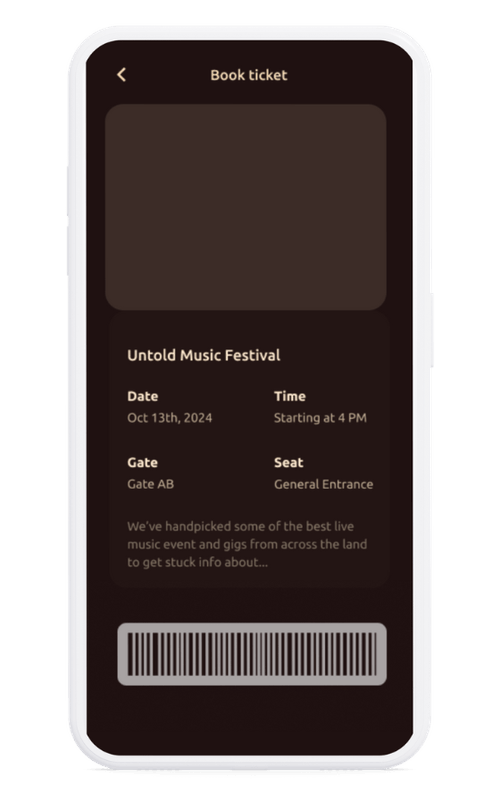 Book ticket
Untold Music Festival
Date
Time
Oct 13th, 2024
Starting at 4 PM
Gate
Seat
Gate AB
General Entrance
We've handpicked some of the best live
music event and gigs from across the land
to get stuck info about...